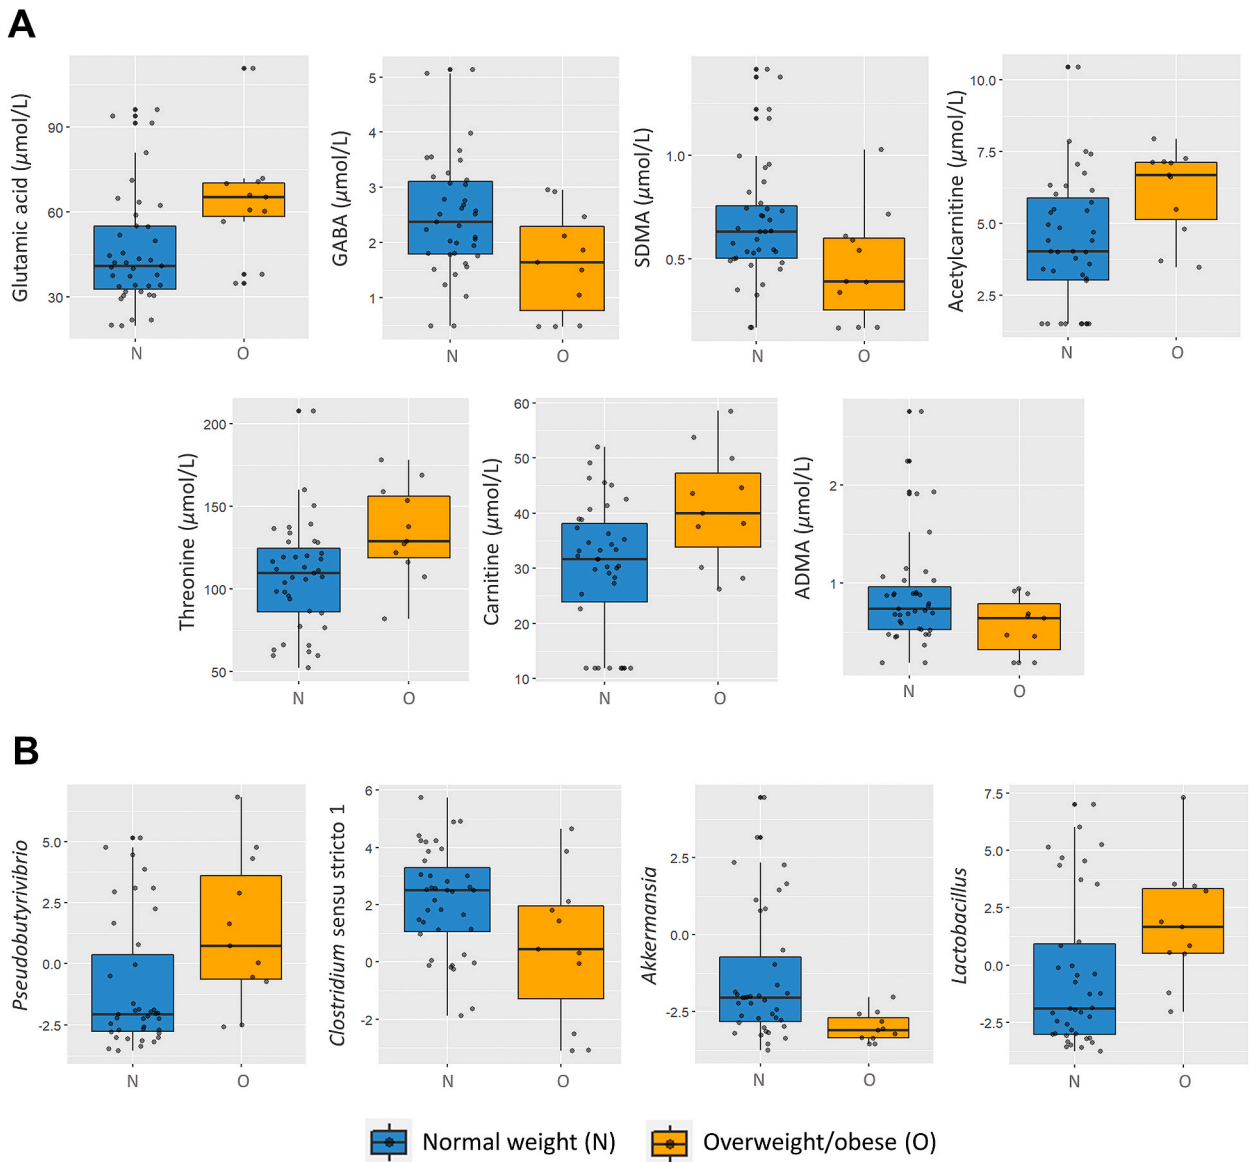 A
Glutamic acid (μmol/L)
90
60
30
N
O
GABA (μmol/L)
5
4
3
2
1
N
O
SDMA (μmol/L)
1.0
0.5
N
O
Acetylcarnitine (μmol/L)
10.0
7.5
5.0
2.5
N
O
Threonine (μmol/L)
200
150
100
50
N
O
Carnitine (μmol/L)
60
50
40
30
20
10
N
O
ADMA (μmol/L)
2
1
N
O
B
Pseudobutyrivibrio
5.0
2.5
0.0
-2.5
N
O
Clostridium sensu stricto 1
6
4
2
0
-2
N
O
Akkermansia
2.5
0.0
-2.5
N
O
Lactobacillus
7.5
5.0
2.5
0.0
-2.5
N
O
Normal weight (N)
Overweight/obese (O)